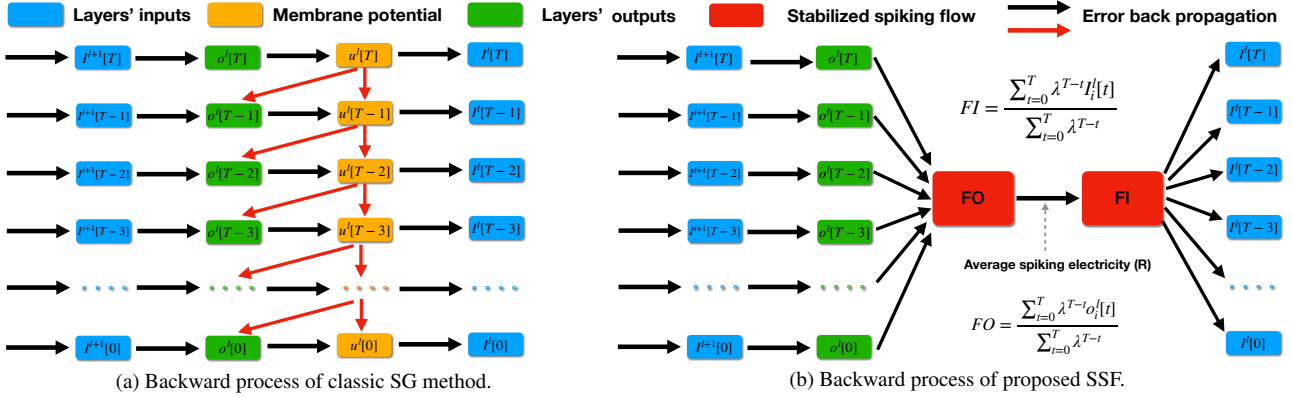 Layers' inputs Membrane potential Layers' outputs Stabilized spiking flow Error back propagation
I^{l+1}[T] o^l[T] u^l[T] I^l[T]
I^{l+1}[T−1] o^l[T−1] u^l[T−1] I^l[T−1]
I^{l+1}[T−2] o^l[T−2] u^l[T−2] I^l[T−2]
I^{l+1}[T−3] o^l[T−3] u^l[T−3] I^l[T−3]
I^{l+1}[0] o^l[0] u^l[0] I^l[0]
(a) Backward process of classic SG method.
I^{l+1}[T] o^l[T] I^l[T]
FI = \frac{\sum_{t=0}^{T} λ^{T−t} I_i^l[t]}{\sum_{t=0}^{T} λ^{T−t}}
I^{l+1}[T−1] o^l[T−1] I^l[T−1]
I^{l+1}[T−2] o^l[T−2] I^l[T−2]
FO FI
I^{l+1}[T−3] o^l[T−3] I^l[T−3]
Average spiking electricity (R)
FO = \frac{\sum_{t=0}^{T} λ^{T−t} o_i^l[t]}{\sum_{t=0}^{T} λ^{T−t}}
I^{l+1}[0] o^l[0] I^l[0]
(b) Backward process of proposed SSF.